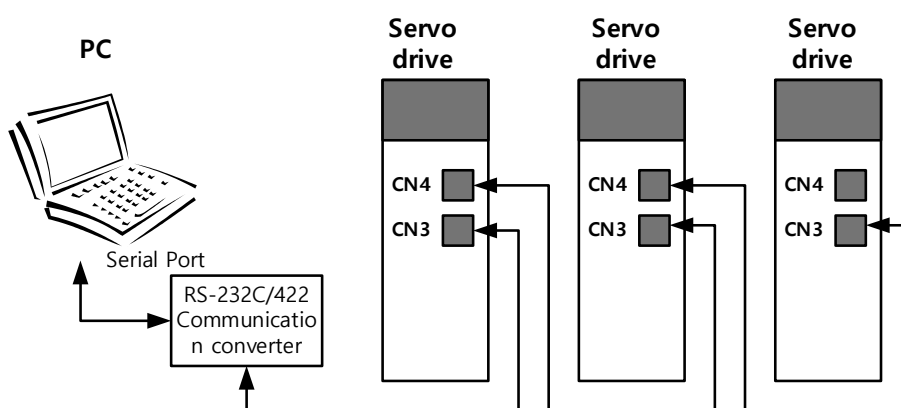 PC
Servo
drive
Servo
drive
Servo
drive
CN4
CN3
CN4
CN3
CN4
CN3
Serial Port
RS-232C/422
Communicatio
n converter